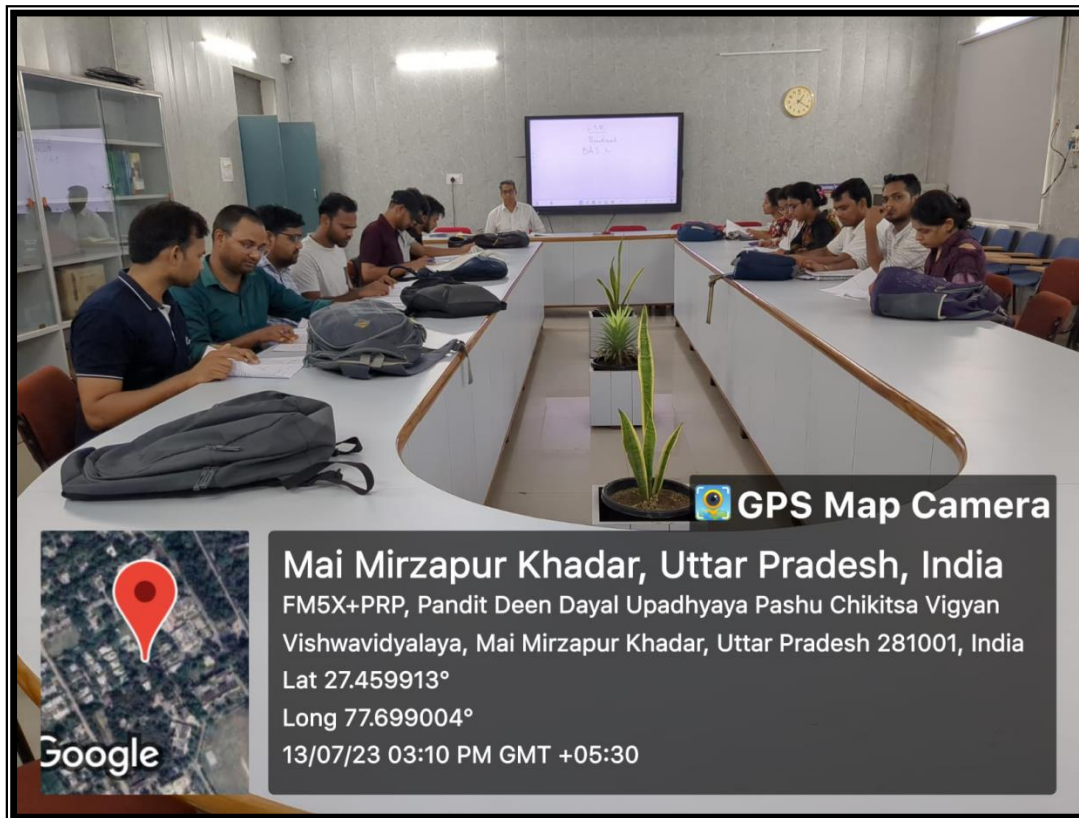 GPS Map Camera
Mai Mirzapur Khadar, Uttar Pradesh, India
FM5X+PRP, Pandit Deen Dayal Upadhyaya Pashu Chikitsa Vigyan
Vishwavidyalaya, Mai Mirzapur Khadar, Uttar Pradesh 281001, India
Lat 27.459913°
Long 77.699004°
13/07/23 03:10 PM GMT +05:30
Google